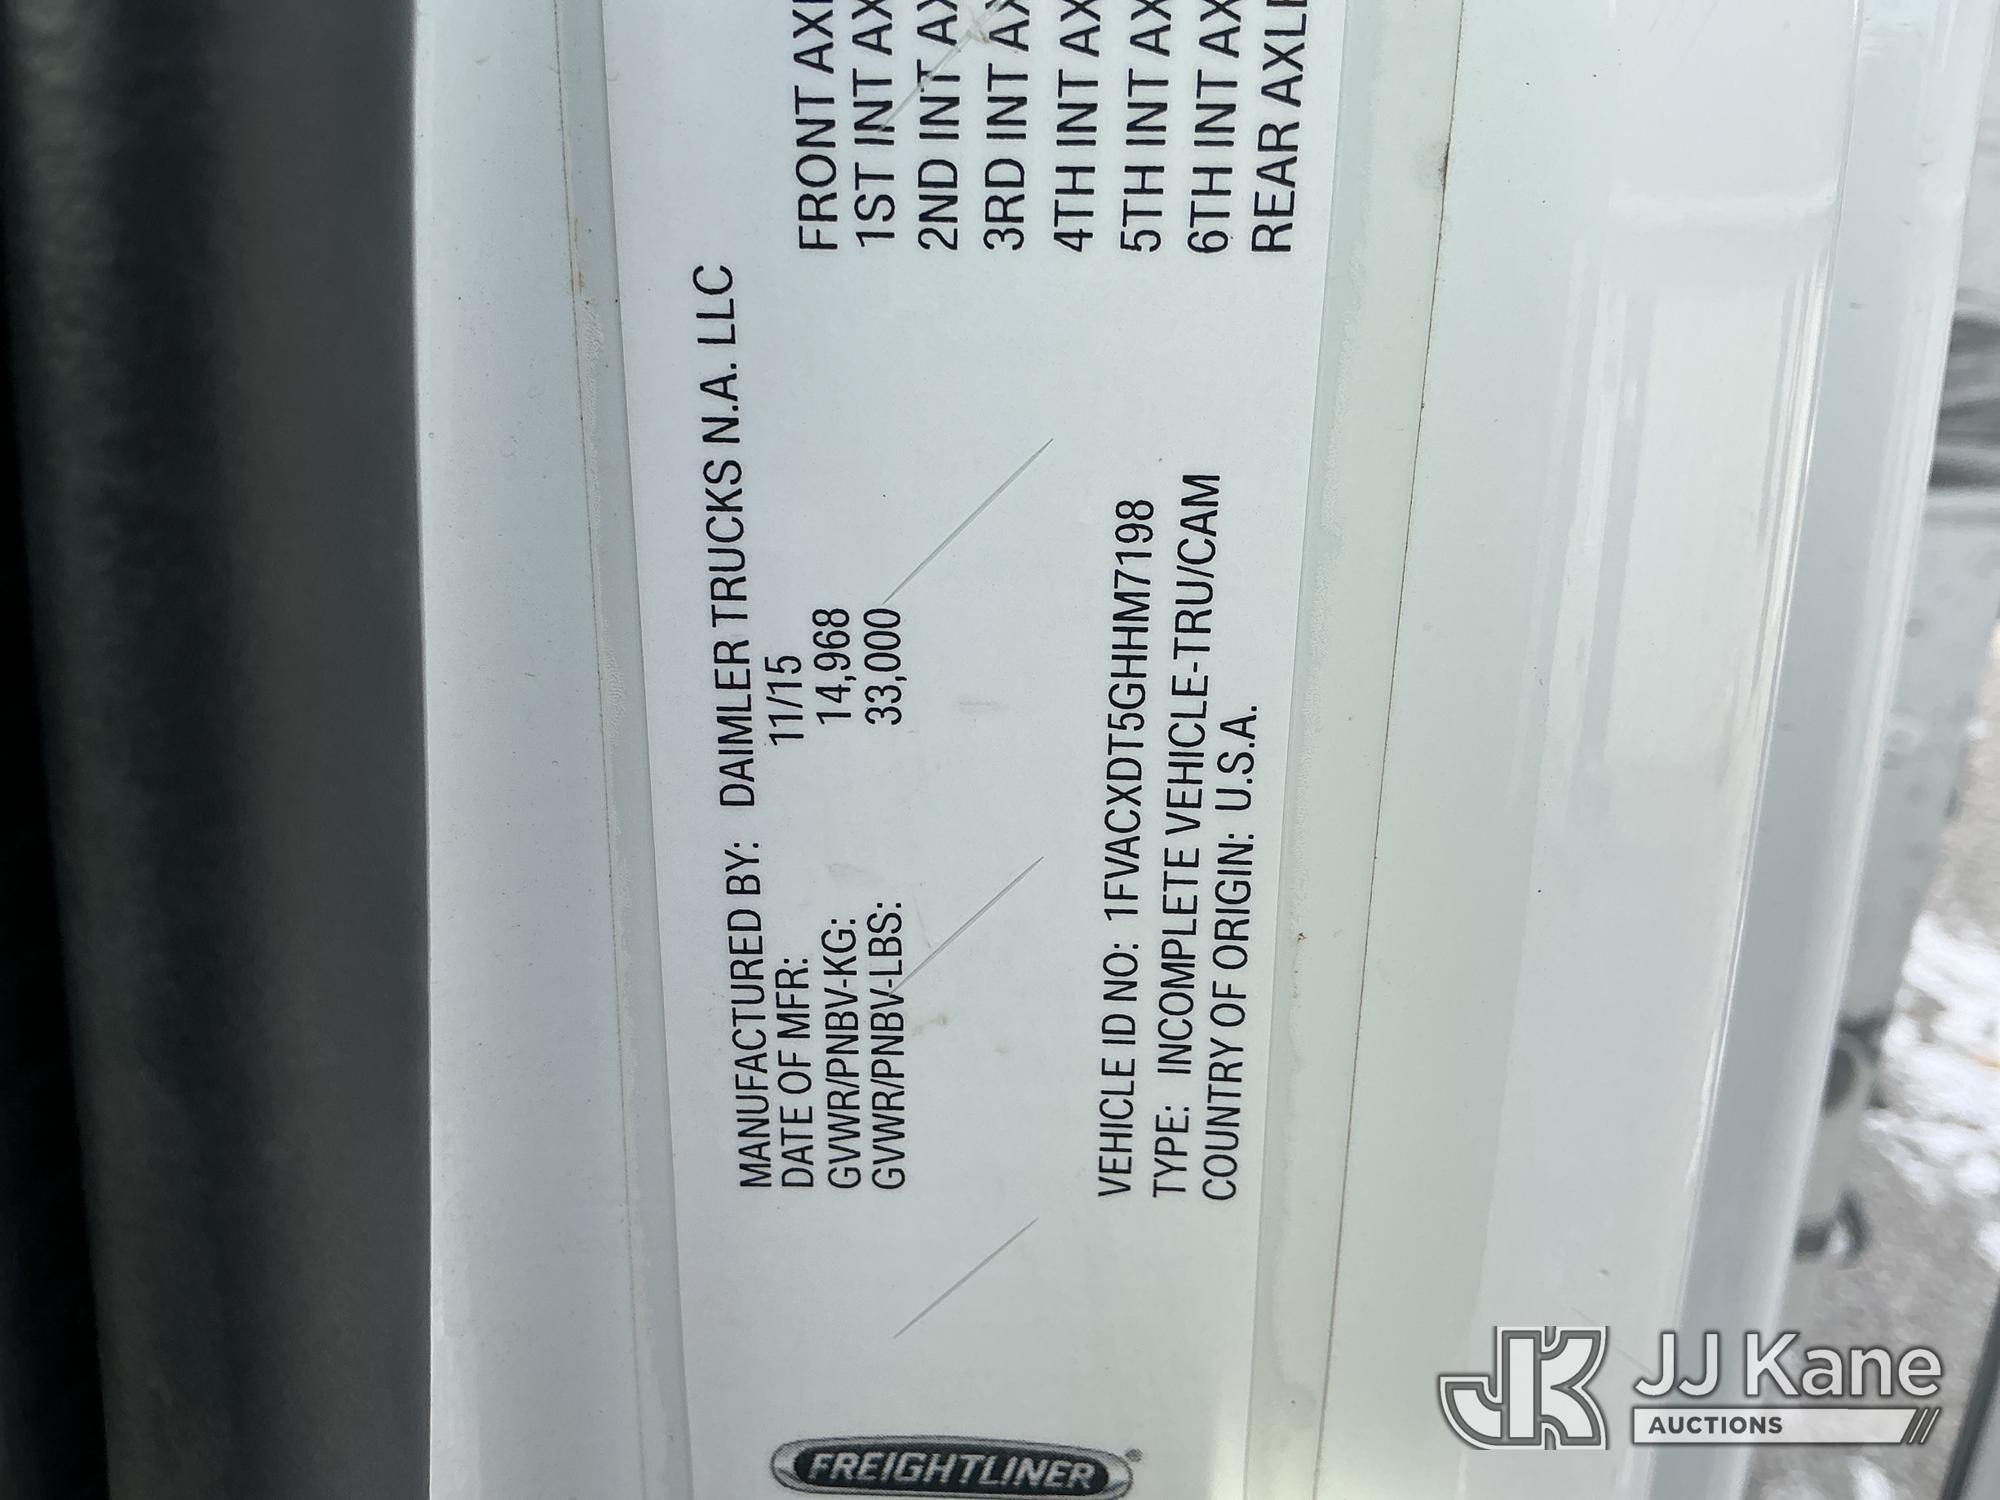 FREIGHTLINER
MANUFACTURED BY: DAIMLER TRUCKS N.A. LLC
DATE OF MFR: 11/15
GVWR/PNBV-KG: 14,968
GVWR/PNBV-LBS: 33,000
VEHICLE ID NO: 1FVACXDT5GHHM7198
TYPE: INCOMPLETE VEHICLE-TRU/CAM
COUNTRY OF ORIGIN: U.S.A.
FRONT AXL
1ST INT AX
2ND INT AX
3RD INT AX
4TH INT AX
5TH INT AX
6TH INT AX
REAR AXLE
JJ Kane
AUCTIONS